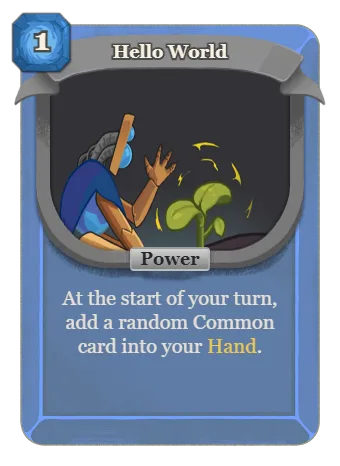 1
Hello World
Power
At the start of your turn,
add a random Common
card into your Hand.